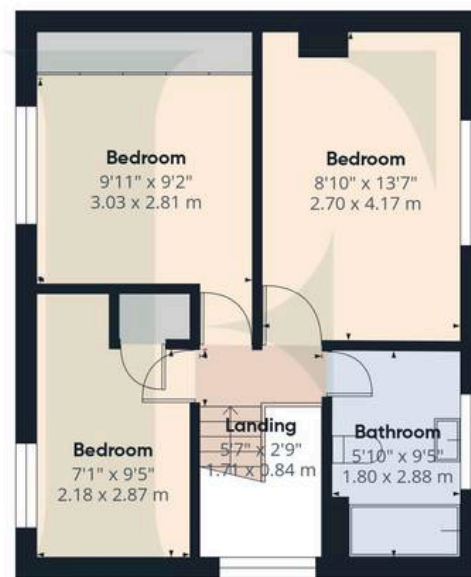 Bedroom
9'11" x 9'2"
3.03 x 2.81 m
Bedroom
8'10" x 13'7"
2.70 x 4.17 m
Bedroom
7'1" x 9'5"
2.18 x 2.87 m
Landing
5'7" x 2'9"
1.71 x 0.84 m
Bathroom
5'10" x 9'5"
1.80 x 2.88 m